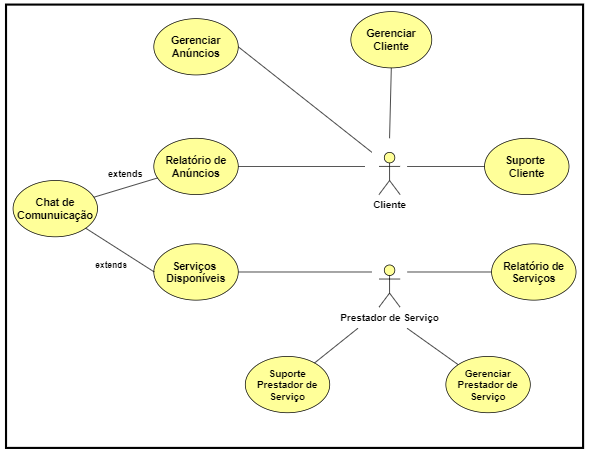 Gerenciar
Anúncios
Gerenciar
Cliente
extends
Relatório de
Anúncios
Suporte
Cliente
Chat de
Comunuicação
Cliente
extends
Serviços
Disponíveis
Relatório de
Serviços
Prestador de Serviço
Suporte
Prestador de
Serviço
Gerenciar
Prestador de
Serviço